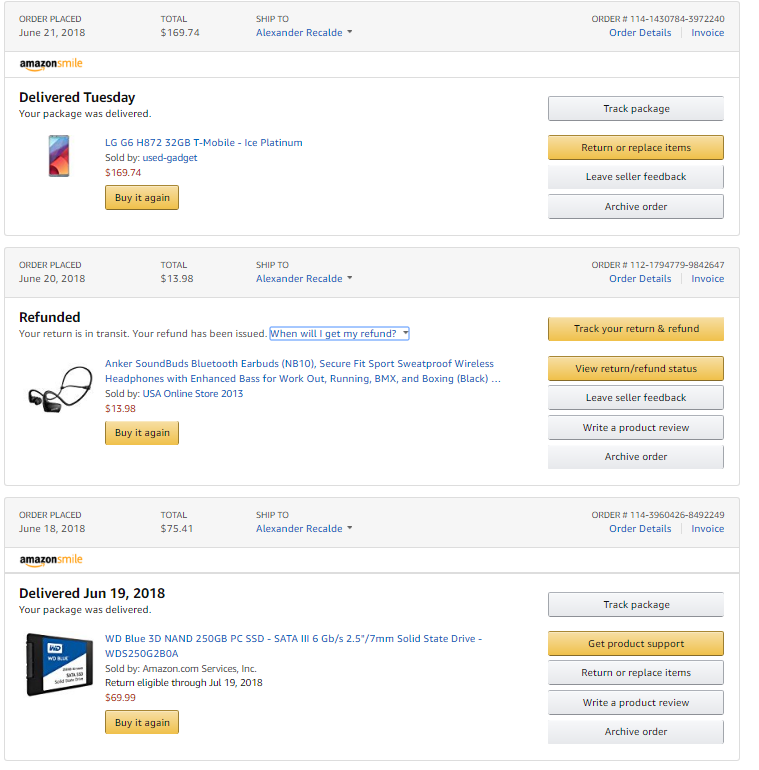 ORDER PLACED TOTAL SHIP TO ORDER # 114-1430784-3972240
June 21, 2018 $169.74 Alexander Recalde Order Details Invoice
amazonsmile
Delivered Tuesday
Your package was delivered.
Track package
LG G6 H872 32GB T-Mobile - Ice Platinum
Return or replace items
Sold by: used-gadget
$169.74
Leave seller feedback
Buy it again
Archive order
ORDER PLACED TOTAL SHIP TO ORDER # 112-1794779-9842647
June 20, 2018 $13.98 Alexander Recalde Order Details Invoice
Refunded
Your return is in transit. Your refund has been issued. When will I get my refund?
Track your return & refund
Anker SoundBuds Bluetooth Earbuds (NB10), Secure Fit Sport Sweatproof Wireless
View return/refund status
Headphones with Enhanced Bass for Work Out, Running, BMX, and Boxing (Black) ...
Sold by: USA Online Store 2013
Leave seller feedback
$13.98
Write a product review
Buy it again
Archive order
ORDER PLACED TOTAL SHIP TO ORDER # 114-3960426-8492249
June 18, 2018 $75.41 Alexander Recalde Order Details Invoice
amazonsmile
Delivered Jun 19, 2018
Your package was delivered.
Track package
WD Blue 3D NAND 250GB PC SSD - SATA III 6 Gb/s 2.5"/7mm Solid State Drive -
WDS250G2B0A
Get product support
Sold by: Amazon.com Services, Inc.
Return or replace items
Return eligible through Jul 19, 2018
$69.99
Write a product review
Buy it again
Archive order
WD
WD BLUE
SATA SSD
Solid State Drive